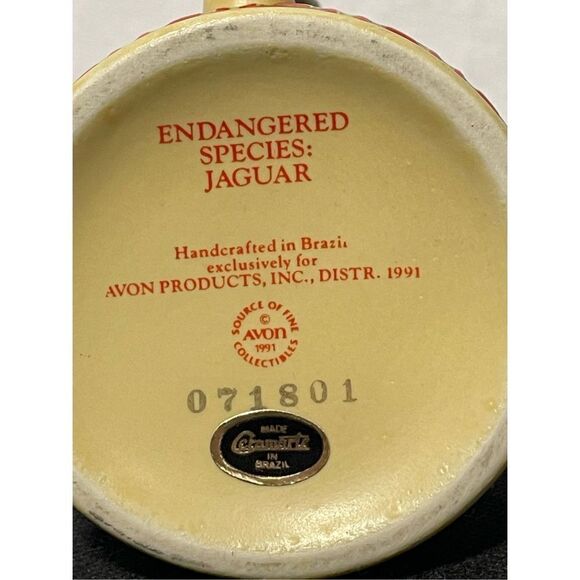 ENDANGERED
SPECIES:
JAGUAR
Handcrafted in Brazil
exclusively for
AVON PRODUCTS, INC., DISTR. 1991
SOURCE OF FINE
©
AVON
1991
COLLECTIBLES
071801
MADE
Ceramarte
IN
BRAZIL